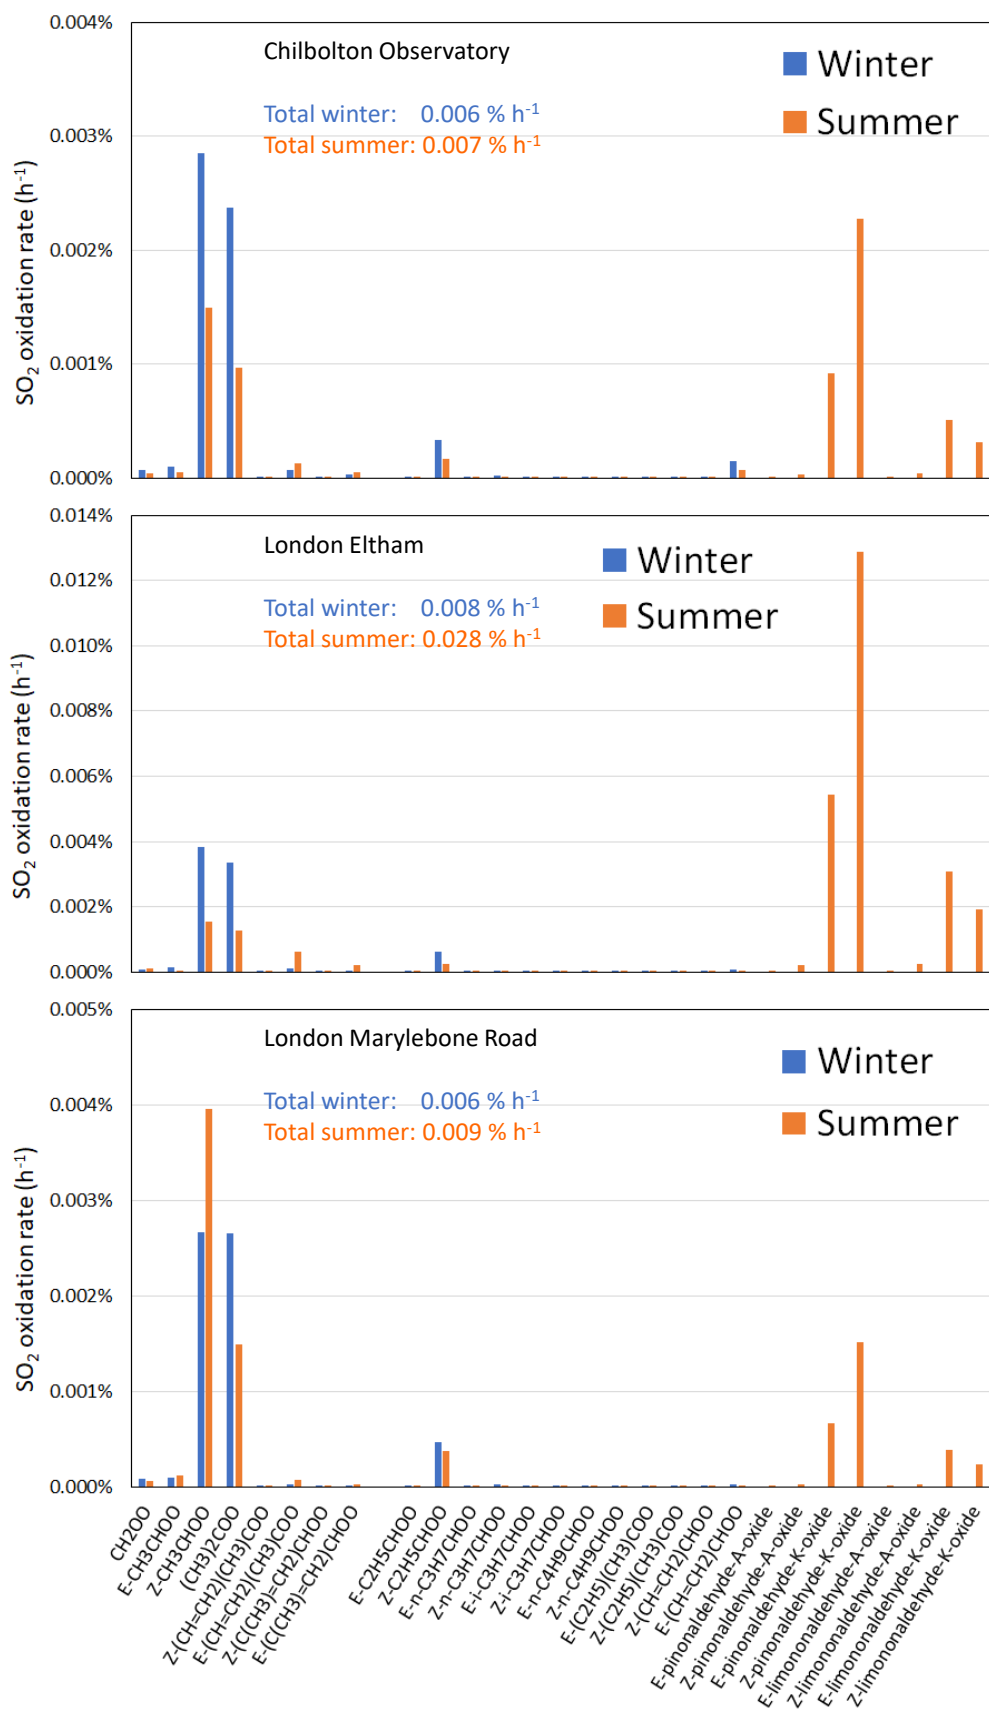 0.004%
Chilbolton Observatory
Winter
Summer
Total winter: 0.006 % h⁻¹
Total summer: 0.007 % h⁻¹
0.003%
0.002%
0.001%
0.000%
SO₂ oxidation rate (h⁻¹)
0.014%
London Eltham
Winter
Summer
Total winter: 0.008 % h⁻¹
Total summer: 0.028 % h⁻¹
0.012%
0.010%
0.008%
0.006%
0.004%
0.002%
0.000%
SO₂ oxidation rate (h⁻¹)
0.005%
London Marylebone Road
Winter
Summer
Total winter: 0.006 % h⁻¹
Total summer: 0.009 % h⁻¹
0.004%
0.003%
0.002%
0.001%
0.000%
SO₂ oxidation rate (h⁻¹)
CH2OO
E-CH3CHOO
Z-CH3CHOO
(CH3)2COO
Z-(CH=CH2)(CH3)COO
E-(CH=CH2)(CH3)COO
Z-(C(CH3)=CH2)CHOO
E-(C(CH3)=CH2)CHOO
E-C2H5CHOO
Z-C2H5CHOO
E-n-C3H7CHOO
Z-n-C3H7CHOO
E-i-C3H7CHOO
Z-i-C3H7CHOO
E-n-C4H9CHOO
Z-n-C4H9CHOO
E-(C2H5)(CH3)COO
Z-(C2H5)(CH3)COO
Z-(CH=CH2)CHOO
E-(CH=CH2)CHOO
E-pinonaldehyde-A-oxide
Z-pinonaldehyde-A-oxide
E-pinonaldehyde-K-oxide
Z-pinonaldehyde-K-oxide
E-limononaldehyde-A-oxide
Z-limononaldehyde-A-oxide
E-limononaldehyde-K-oxide
Z-limononaldehyde-K-oxide